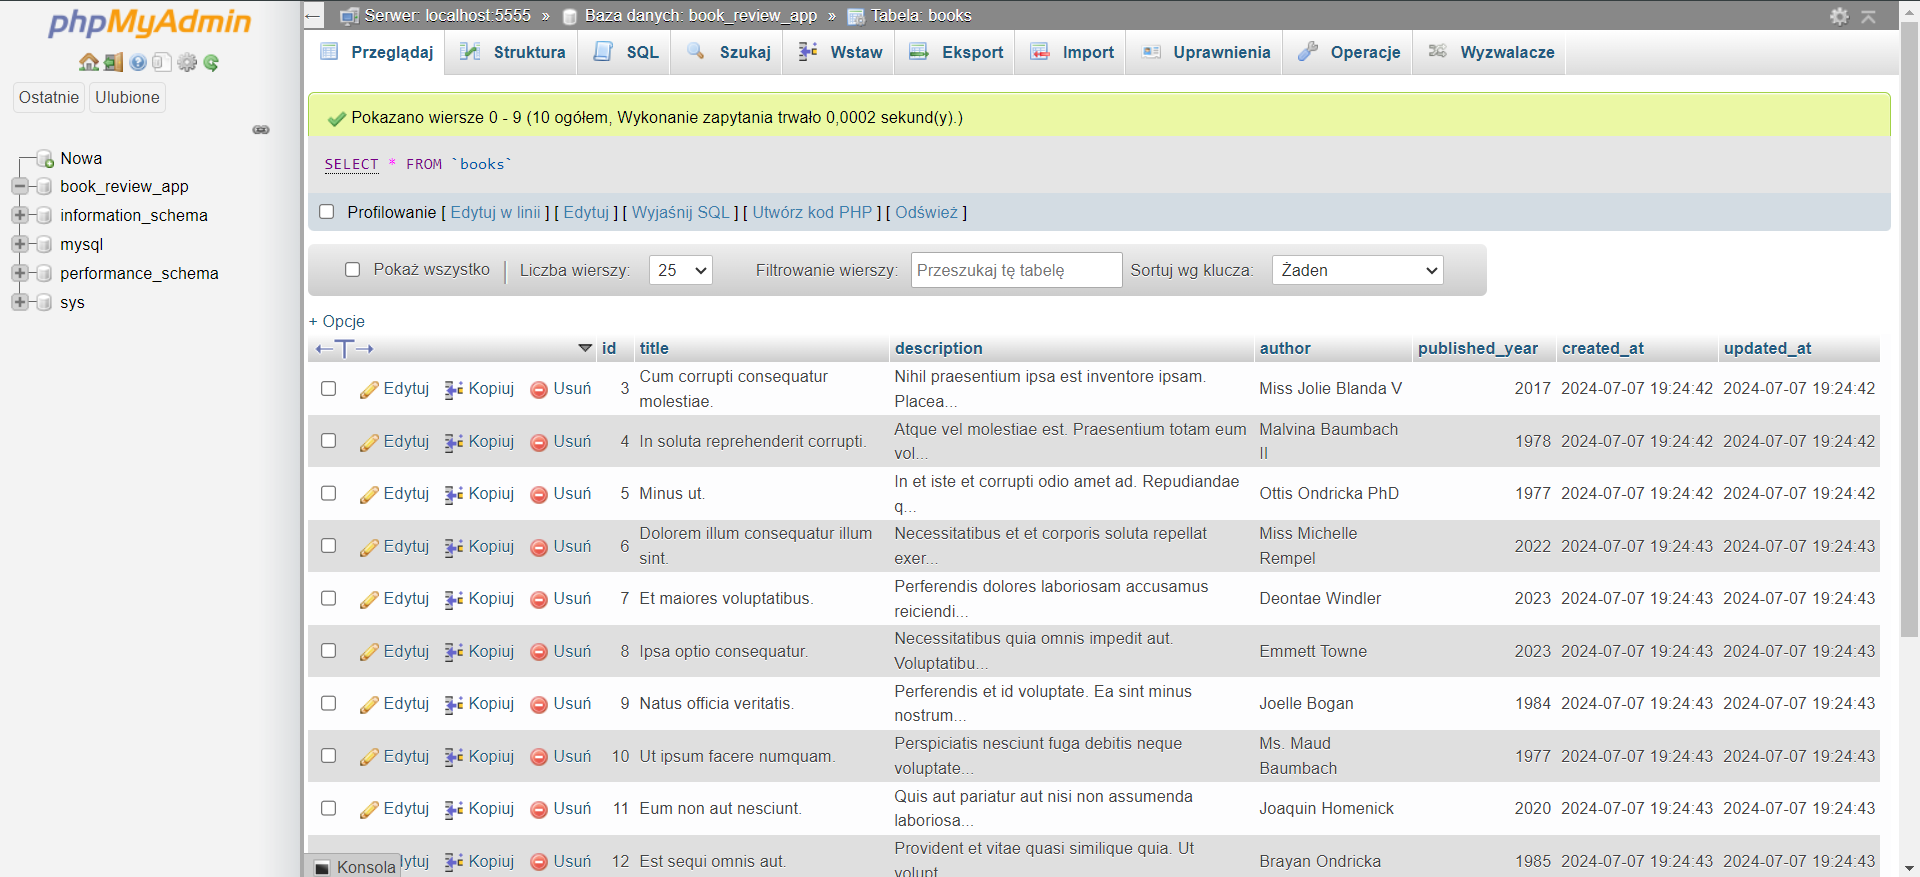 phpMyAdmin
Ostatnie Ulubione
Nowa
book_review_app
information_schema
mysql
performance_schema
sys
Serwer: localhost:5555 » Baza danych: book_review_app » Tabela: books
Przeglądaj Struktura SQL Szukaj Wstaw Eksport Import Uprawnienia Operacje Wyzwalacze
Pokazano wiersze 0 - 9 (10 ogółem, Wykonanie zapytania trwało 0,0002 sekund(y).)
SELECT * FROM `books`
Profilowanie [ Edytuj w linii ] [ Edytuj ] [ Wyjaśnij SQL ] [ Utwórz kod PHP ] [ Odśwież ]
Pokaż wszystko Liczba wierszy: 25 Filtrowanie wierszy: Przeszukaj tę tabelę Sortuj wg klucza: Żaden
+ Opcje
←T→ id title description author published_year created_at updated_at
Edytuj Kopiuj Usuń 3 Cum corrupti consequatur molestiae. Nihil praesentium ipsa est inventore ipsam. Placea... Miss Jolie Blanda V 2017 2024-07-07 19:24:42 2024-07-07 19:24:42
Edytuj Kopiuj Usuń 4 In soluta reprehenderit corrupti. Atque vel molestiae est. Praesentium totam eum vol... Malvina Baumbach II 1978 2024-07-07 19:24:42 2024-07-07 19:24:42
Edytuj Kopiuj Usuń 5 Minus ut. In et iste et corrupti odio amet ad. Repudiandae q... Ottis Ondricka PhD 1977 2024-07-07 19:24:42 2024-07-07 19:24:42
Edytuj Kopiuj Usuń 6 Dolorem illum consequatur illum sint. Necessitatibus et et corporis soluta repellat exer... Miss Michelle Rempel 2022 2024-07-07 19:24:43 2024-07-07 19:24:43
Edytuj Kopiuj Usuń 7 Et maiores voluptatibus. Perferendis dolores laboriosam accusamus reiciendi... Deontae Windler 2023 2024-07-07 19:24:43 2024-07-07 19:24:43
Edytuj Kopiuj Usuń 8 Ipsa optio consequatur. Necessitatibus quia omnis impedit aut. Voluptatibu... Emmett Towne 2023 2024-07-07 19:24:43 2024-07-07 19:24:43
Edytuj Kopiuj Usuń 9 Natus officia veritatis. Perferendis et id voluptate. Ea sint minus nostrum... Joelle Bogan 1984 2024-07-07 19:24:43 2024-07-07 19:24:43
Edytuj Kopiuj Usuń 10 Ut ipsum facere numquam. Perspiciatis nesciunt fuga debitis neque voluptate... Ms. Maud Baumbach 1977 2024-07-07 19:24:43 2024-07-07 19:24:43
Edytuj Kopiuj Usuń 11 Eum non aut nesciunt. Quis aut pariatur aut nisi non assumenda laboriosa... Joaquin Homenick 2020 2024-07-07 19:24:43 2024-07-07 19:24:43
Kopiuj Usuń 12 Est sequi omnis aut. Provident et vitae quasi similique quia. Ut volupt Brayan Ondricka 1985 2024-07-07 19:24:43 2024-07-07 19:24:43
Konsola